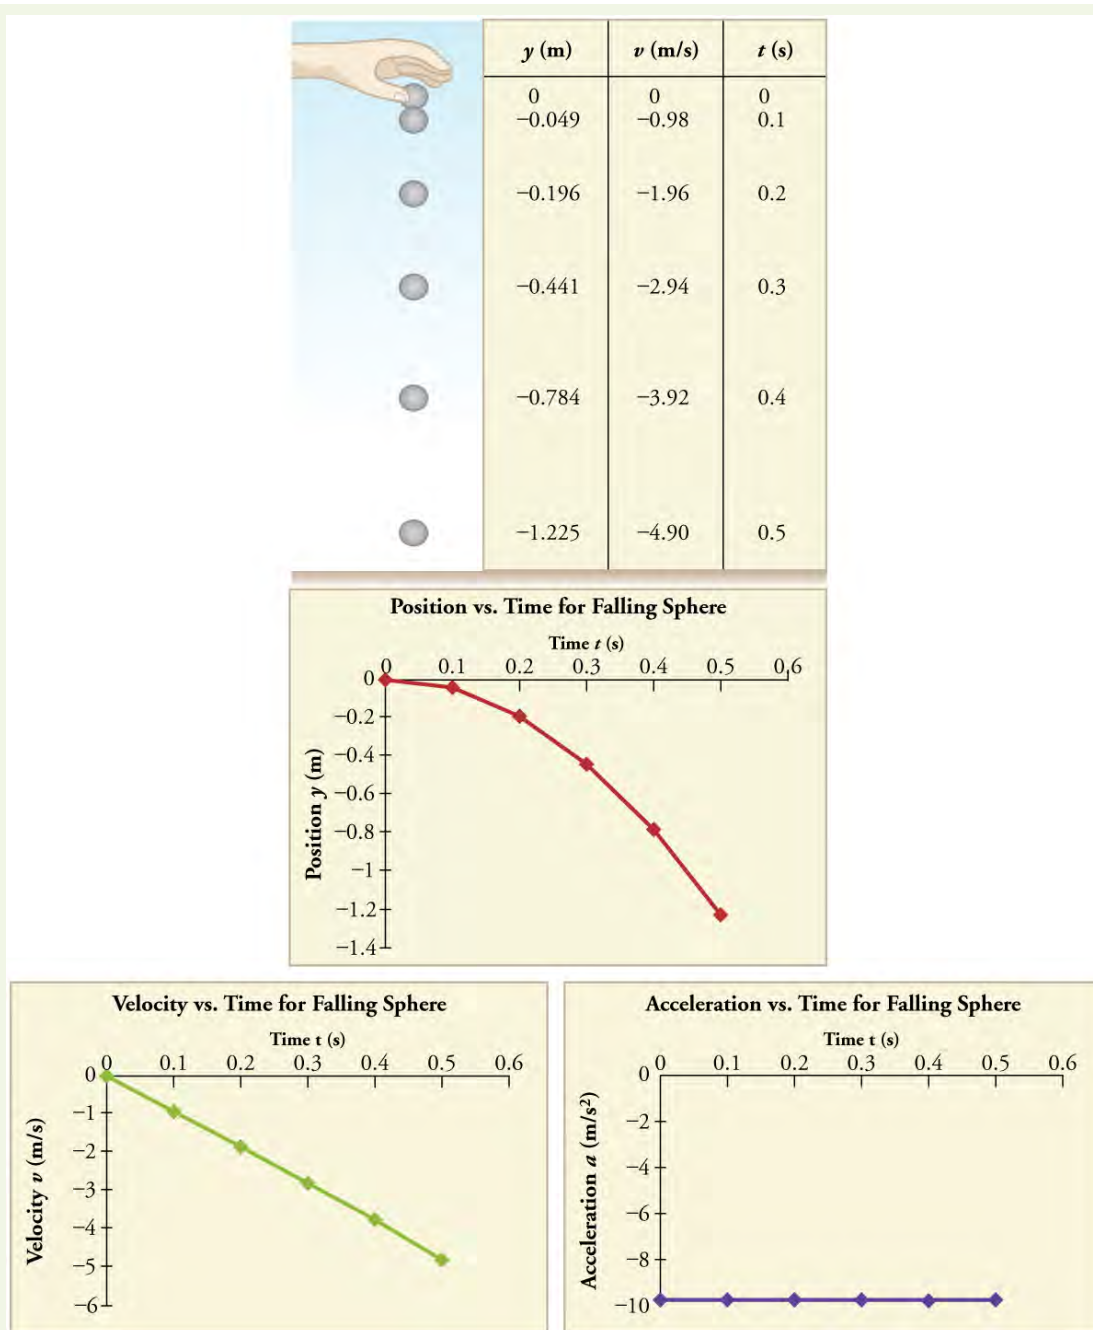 y (m) v (m/s) t (s)
0 0 0
−0.049 −0.98 0.1
−0.196 −1.96 0.2
−0.441 −2.94 0.3
−0.784 −3.92 0.4
−1.225 −4.90 0.5
Position vs. Time for Falling Sphere
Time t (s)
0 0.1 0.2 0.3 0.4 0.5 0.6
0
−0.2
−0.4
−0.6
−0.8
−1
−1.2
−1.4
Position y (m)
Velocity vs. Time for Falling Sphere
Time t (s)
0 0.1 0.2 0.3 0.4 0.5 0.6
0
−1
−2
−3
−4
−5
−6
Velocity v (m/s)
Acceleration vs. Time for Falling Sphere
Time t (s)
0 0.1 0.2 0.3 0.4 0.5 0.6
0
−2
−4
−6
−8
−10
Acceleration a (m/s²)